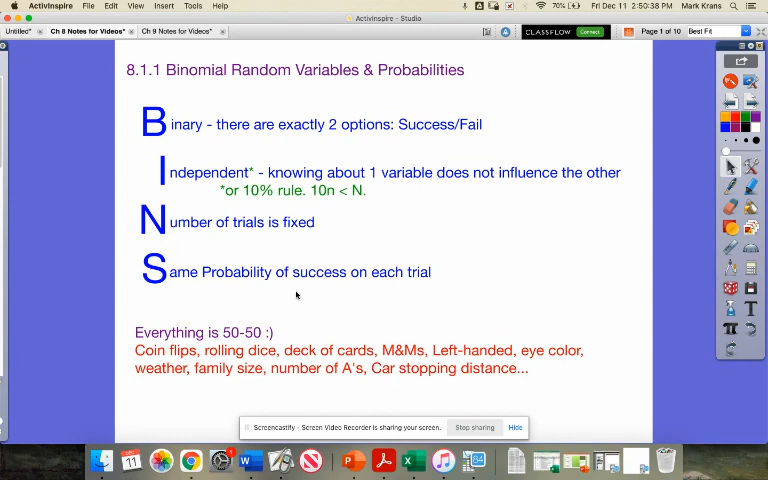 ActivInspire File Edit View Insert Tools Window Help 70% Fri Dec 11 2:50:38 PM Mark Krans
ActivInspire - Studio
Untitled* Ch 8 Notes for Videos* Ch 9 Notes for Videos* CLASSFLOW Connect Page 1 of 10 Best Fit
8.1.1 Binomial Random Variables & Probabilities
Binary - there are exactly 2 options: Success/Fail
Independent* - knowing about 1 variable does not influence the other
*or 10% rule. 10n < N.
Number of trials is fixed
Same Probability of success on each trial
Everything is 50-50 :)
Coin flips, rolling dice, deck of cards, M&Ms, Left-handed, eye color,
weather, family size, number of A's, Car stopping distance...
Screencastify - Screen Video Recorder is sharing your screen. Stop sharing Hide